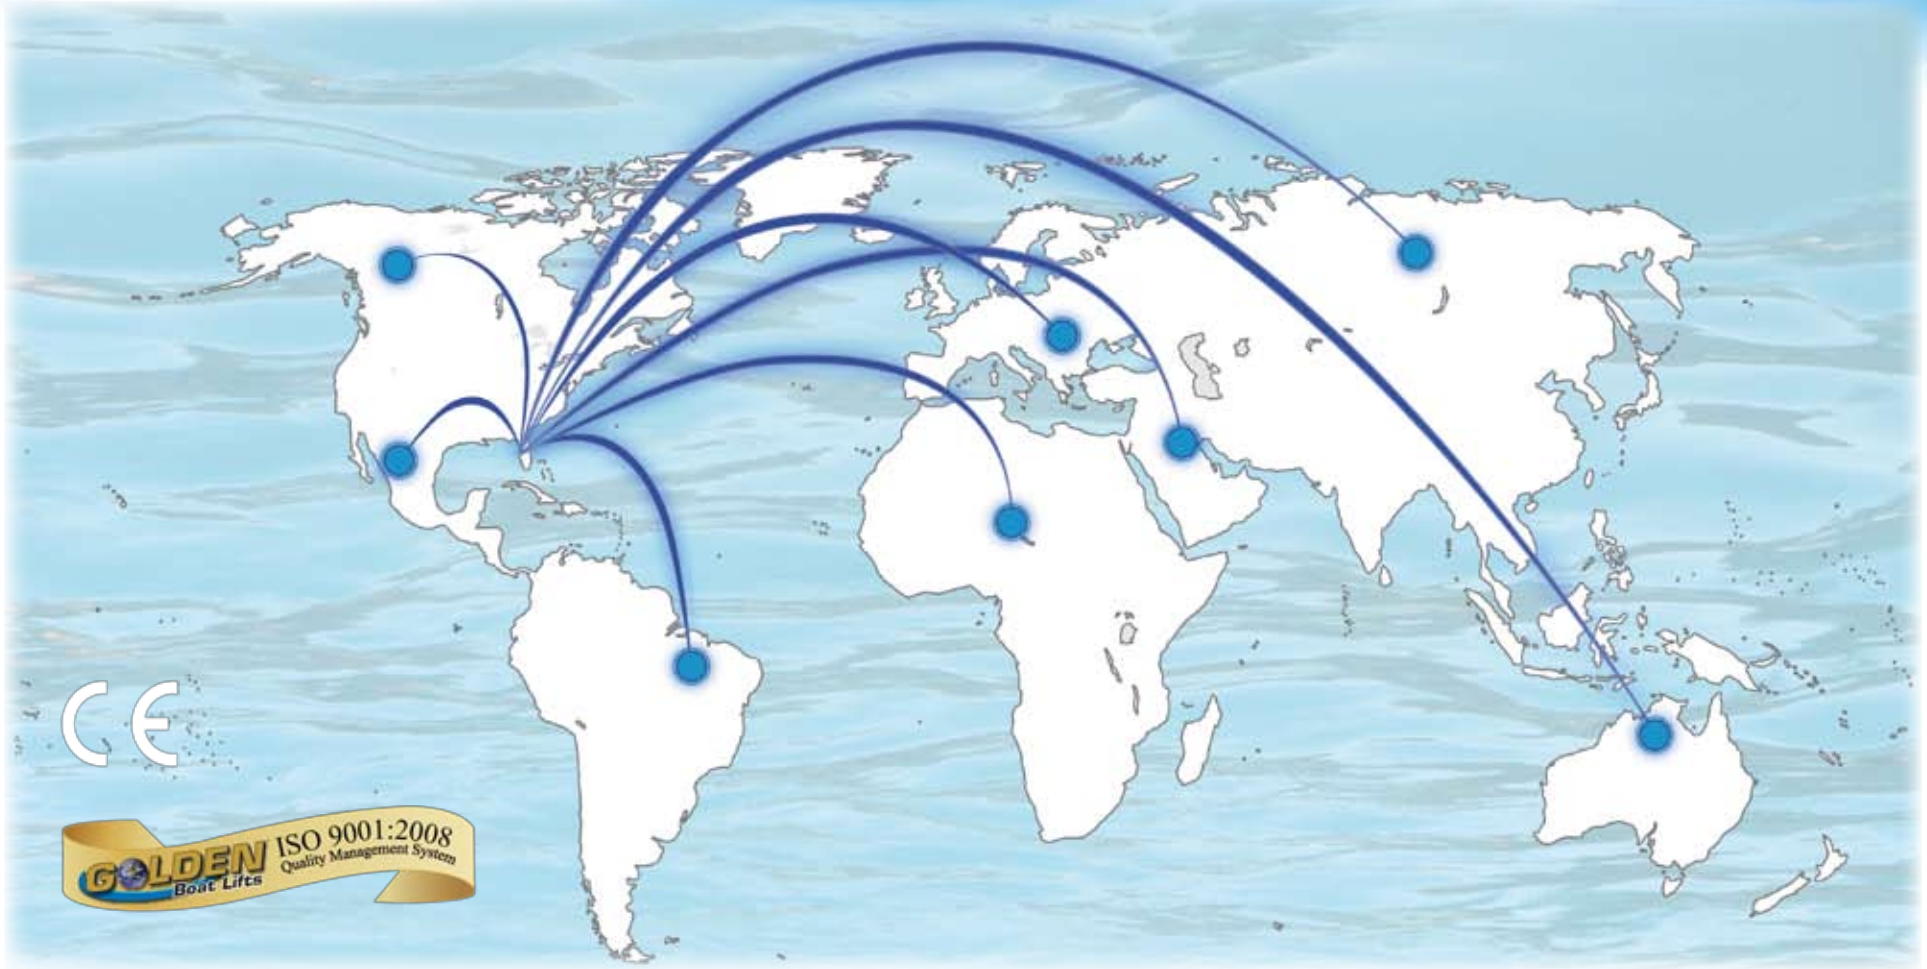 CE
GOLDEN
Boat Lifts
ISO 9001:2008
Quality Management System